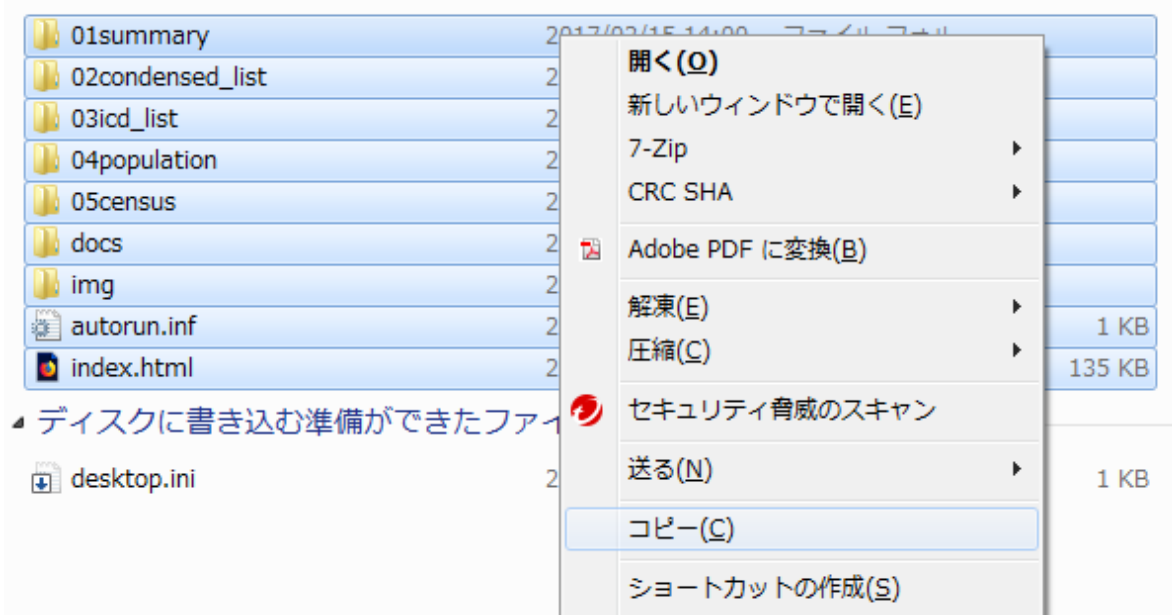 01summary
02condensed_list
03icd_list
04population
05census
docs
img
autorun.inf 1 KB
index.html 135 KB
ディスクに書き込む準備ができたファイ
desktop.ini 1 KB
開く(O)
新しいウィンドウで開く(E)
7-Zip
CRC SHA
Adobe PDF に変換(B)
解凍(E)
圧縮(C)
セキュリティ脅威のスキャン
送る(N)
コピー(C)
ショートカットの作成(S)